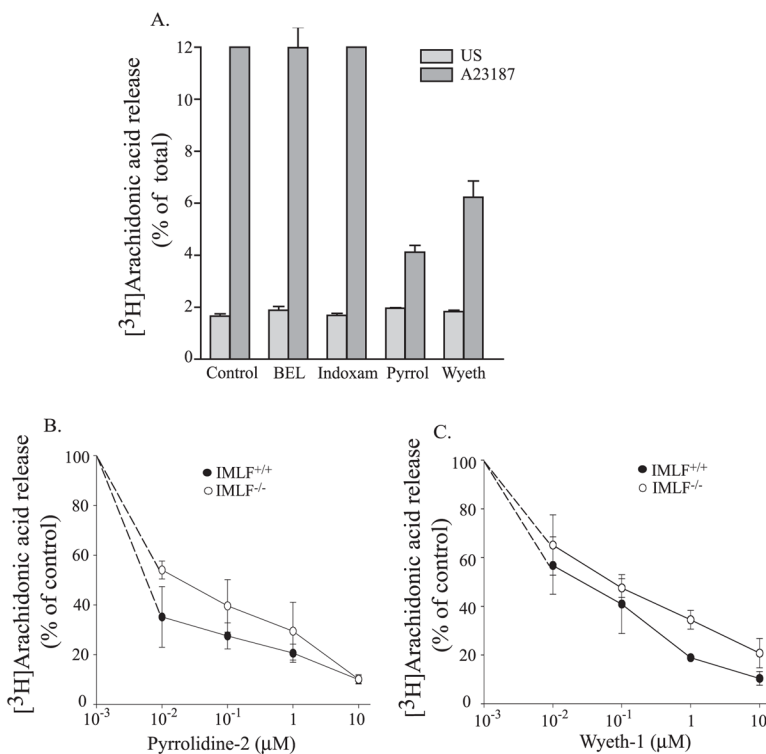 A.
[³H]Arachidonic acid release
(% of total)
12
10
8
6
4
2
0
US
A23187
Control BEL Indoxam Pyrrol Wyeth
B.
[³H]Arachidonic acid release
(% of control)
100
80
60
40
20
0
IMLF+/+
IMLF-/-
10⁻³ 10⁻² 10⁻¹ 1 10
Pyrrolidine-2 (µM)
C.
[³H]Arachidonic acid release
(% of control)
100
80
60
40
20
0
IMLF+/+
IMLF-/-
10⁻³ 10⁻² 10⁻¹ 1 10
Wyeth-1 (µM)